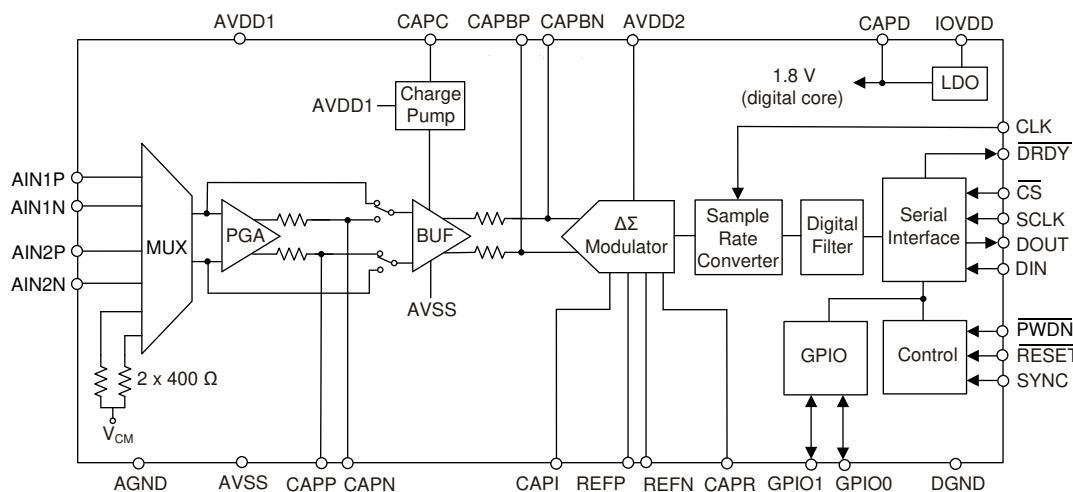 AVDD1
CAPC
CAPBP
CAPBN
AVDD2
CAPD
IOVDD
1.8 V
(digital core)
LDO
AVDD1
Charge
Pump
CLK
DRDY
CS
SCLK
DOUT
DIN
PWDN
RESET
SYNC
AIN1P
AIN1N
AIN2P
AIN2N
MUX
PGA
BUF
AVSS
ΔΣ
Modulator
Sample
Rate
Converter
Digital
Filter
Serial
Interface
GPIO
Control
2 x 400 Ω
VCM
AGND
AVSS
CAPP
CAPN
CAPI
REFP
REFN
CAPR
GPIO1
GPIO0
DGND